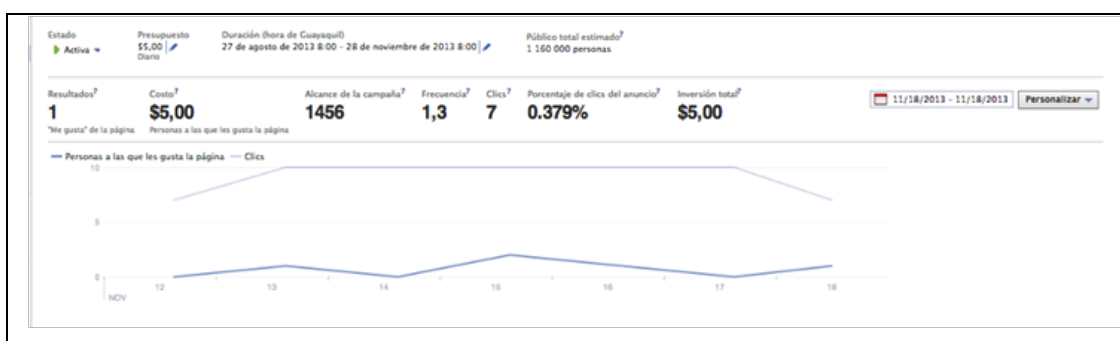 Estado Presupuesto Duración (hora de Guayaquil) Público total estimado?
Activa $5,00 27 de agosto de 2013 8:00 - 28 de noviembre de 2013 8:00 1 160 000 personas
Diario
Resultados? Costo? Alcance de la campaña? Frecuencia? Clics? Porcentaje de clics del anuncio? Inversión total?
1 $5,00 1456 1,3 7 0.379% $5,00 11/18/2013 - 11/18/2013 Personalizar
"Me gusta" de la página Personas a las que les gusta la página
Personas a las que les gusta la página Clics
10
5
0
12 13 14 15 16 17 18
NOV